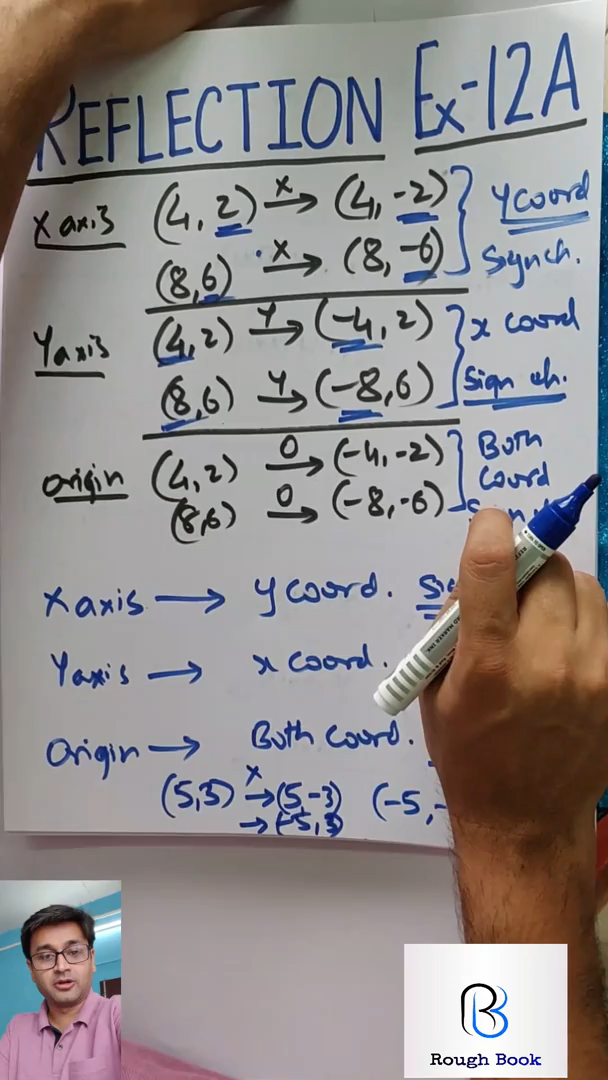 REFLECTION Ex-12A
X axis (4, 2) x→ (4, -2) } y coord
(8, 6) x→ (8, -6) sign ch.
Y axis (4, 2) Y→ (-4, 2) } x coord
(8, 6) Y→ (-8, 6) sign ch.
origin (4, 2) O→ (-4, -2) } Both
(8, 6) O→ (-8, -6) coord
X axis → y coord.
Y axis → x coord.
Origin → Both coord.
(5, 3) x→ (5, -3) (-5, -
→ (-5, 3)
B
Rough Book